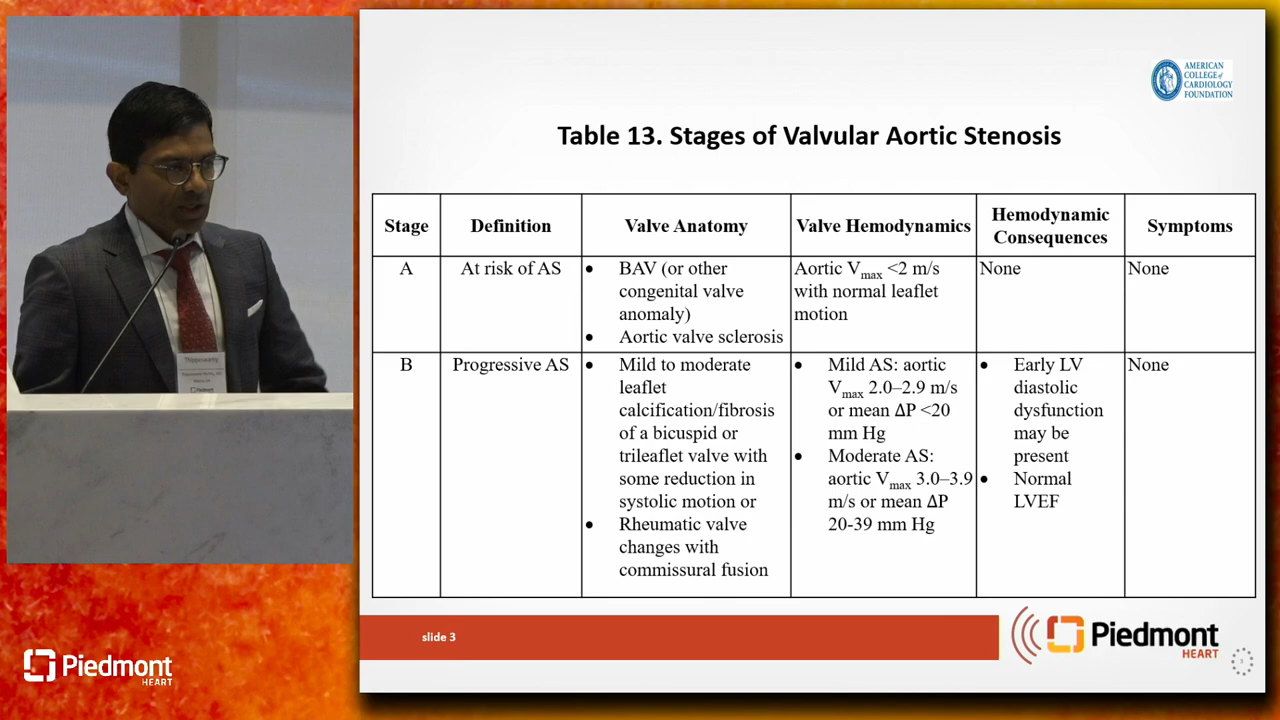 AMERICAN
COLLEGE of
CARDIOLOGY
FOUNDATION
Table 13. Stages of Valvular Aortic Stenosis
Stage
Definition
Valve Anatomy
Valve Hemodynamics
Hemodynamic
Consequences
Symptoms
A
At risk of AS
• BAV (or other
congenital valve
anomaly)
• Aortic valve sclerosis
Aortic Vmax <2 m/s
with normal leaflet
motion
None
None
B
Progressive AS
• Mild to moderate
leaflet
calcification/fibrosis
of a bicuspid or
trileaflet valve with
some reduction in
systolic motion or
• Rheumatic valve
changes with
commissural fusion
• Mild AS: aortic
Vmax 2.0–2.9 m/s
or mean ΔP <20
mm Hg
• Moderate AS:
aortic Vmax 3.0–3.9
m/s or mean ΔP
20-39 mm Hg
• Early LV
diastolic
dysfunction
may be
present
• Normal
LVEF
None
slide 3
Piedmont
HEART
Piedmont
HEART